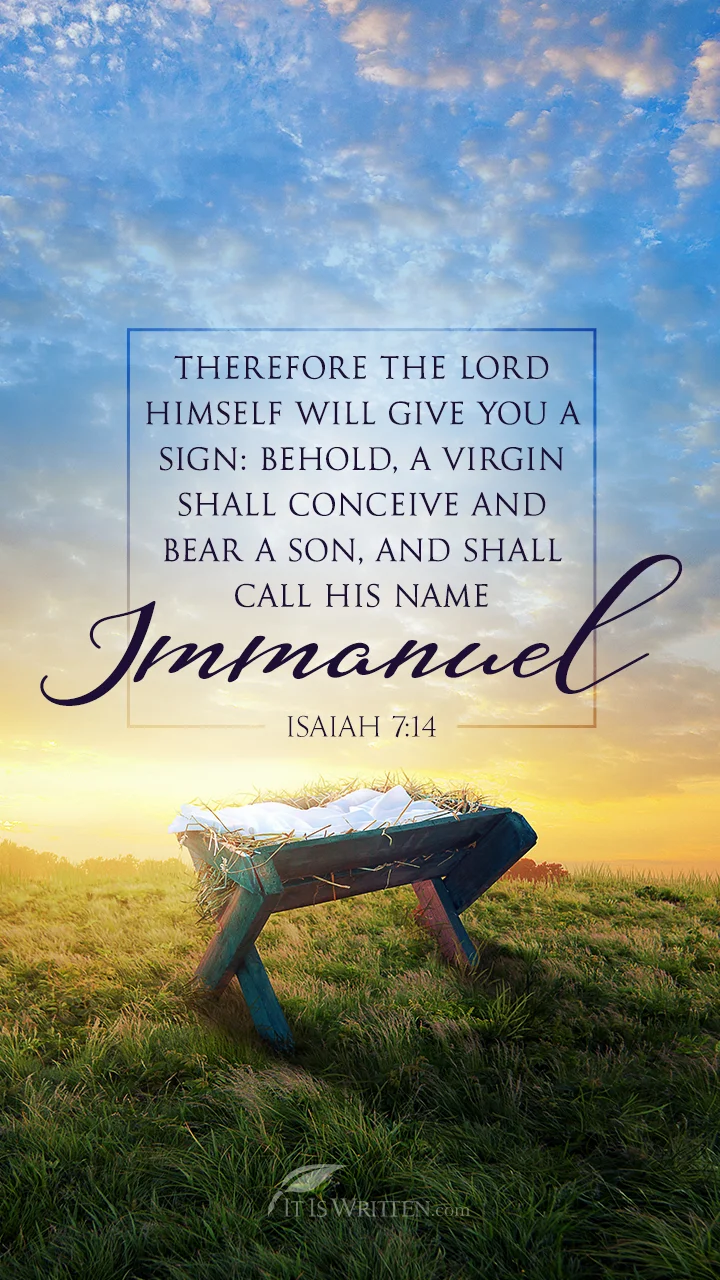 THEREFORE THE LORD
HIMSELF WILL GIVE YOU A
SIGN: BEHOLD, A VIRGIN
SHALL CONCEIVE AND
BEAR A SON, AND SHALL
CALL HIS NAME
Immanuel
ISAIAH 7:14
IT IS WRITTEN.com